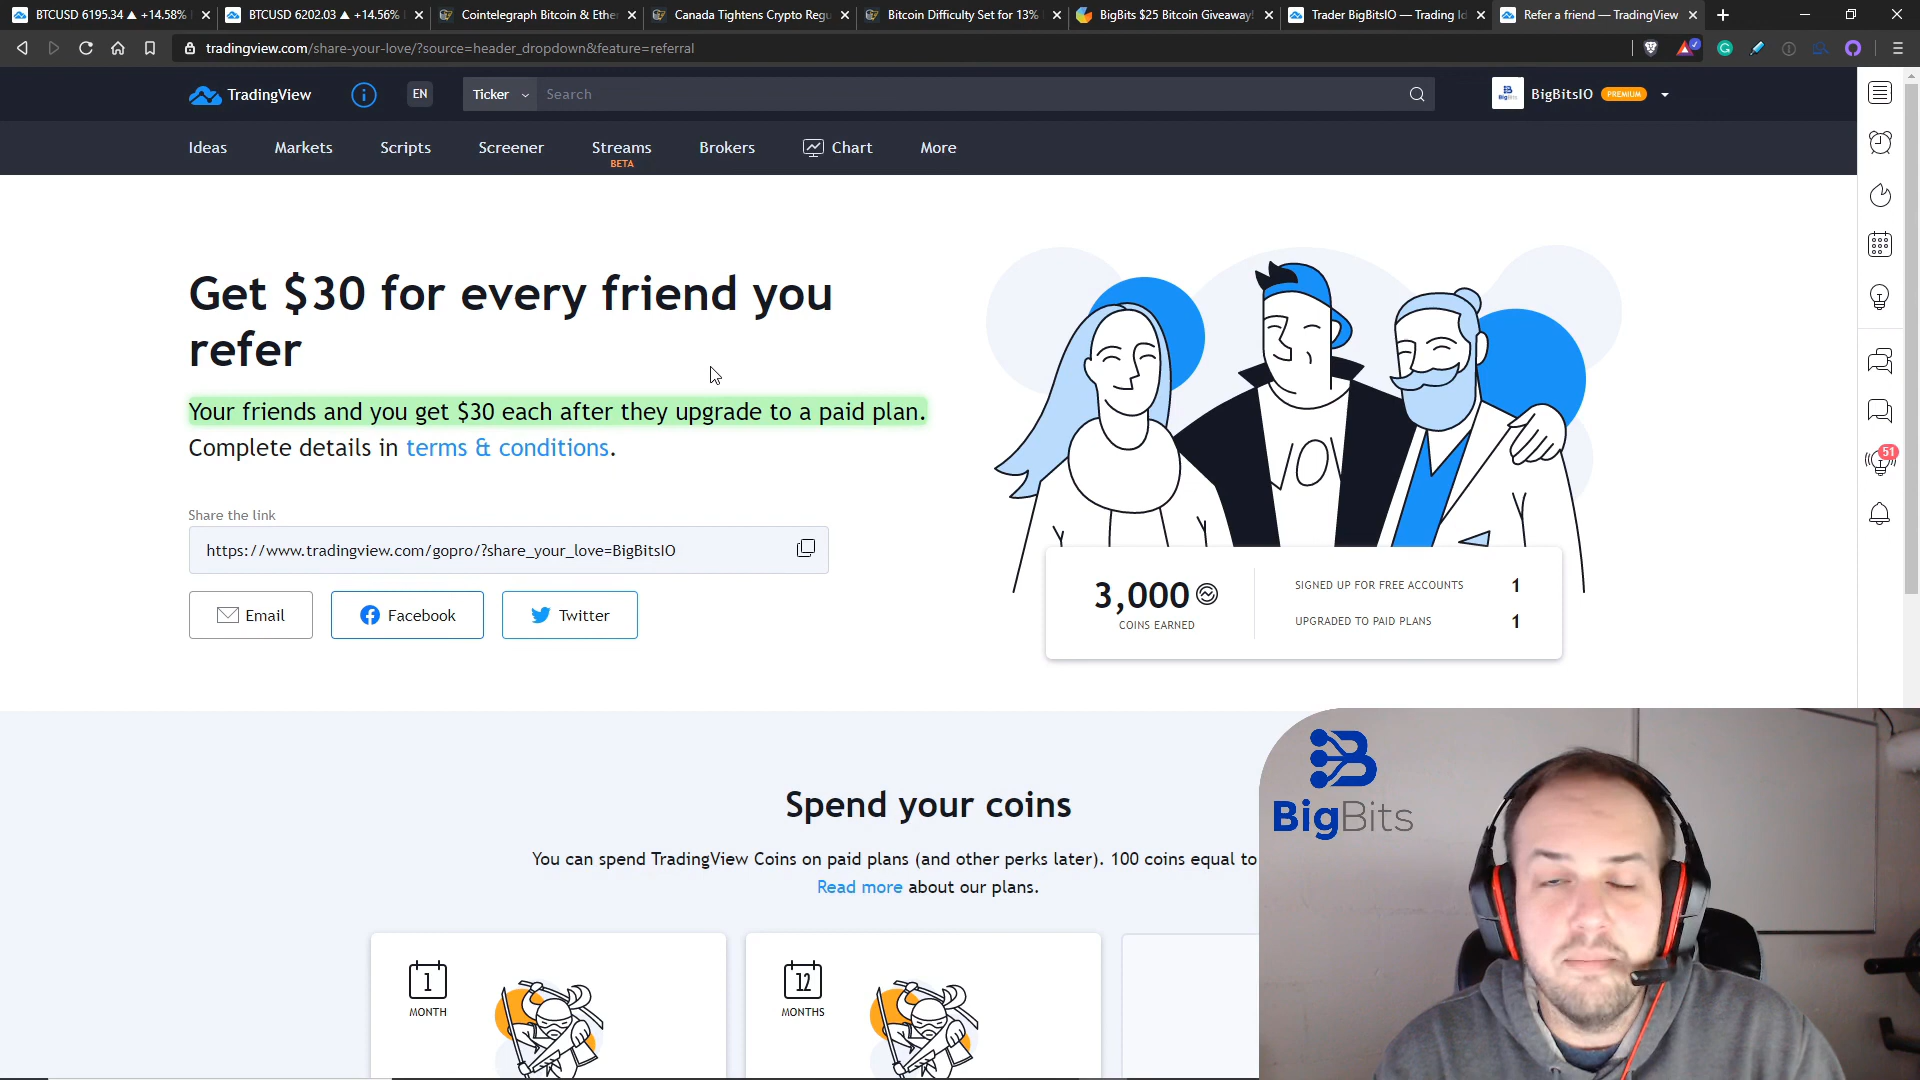 BTCUSD 6195.34 ▲ +14.58%
BTCUSD 6202.03 ▲ +14.56%
Cointelegraph Bitcoin & Ethe
Canada Tightens Crypto Regu
Bitcoin Difficulty Set for 13%
BigBits $25 Bitcoin Giveaway!
Trader BigBitsIO — Trading Id
Refer a friend — TradingView
tradingview.com/share-your-love/?source=header_dropdown&feature=referral
TradingView
EN
Ticker
Search
BigBitsIO PREMIUM
Ideas
Markets
Scripts
Screener
Streams
BETA
Brokers
Chart
More
Get $30 for every friend you
refer
Your friends and you get $30 each after they upgrade to a paid plan.
Complete details in terms & conditions.
Share the link
https://www.tradingview.com/gopro/?share_your_love=BigBitsIO
Email
Facebook
Twitter
3,000
COINS EARNED
SIGNED UP FOR FREE ACCOUNTS 1
UPGRADED TO PAID PLANS 1
51
Spend your coins
You can spend TradingView Coins on paid plans (and other perks later). 100 coins equal to
Read more about our plans.
1
MONTH
12
MONTHS
BigBits